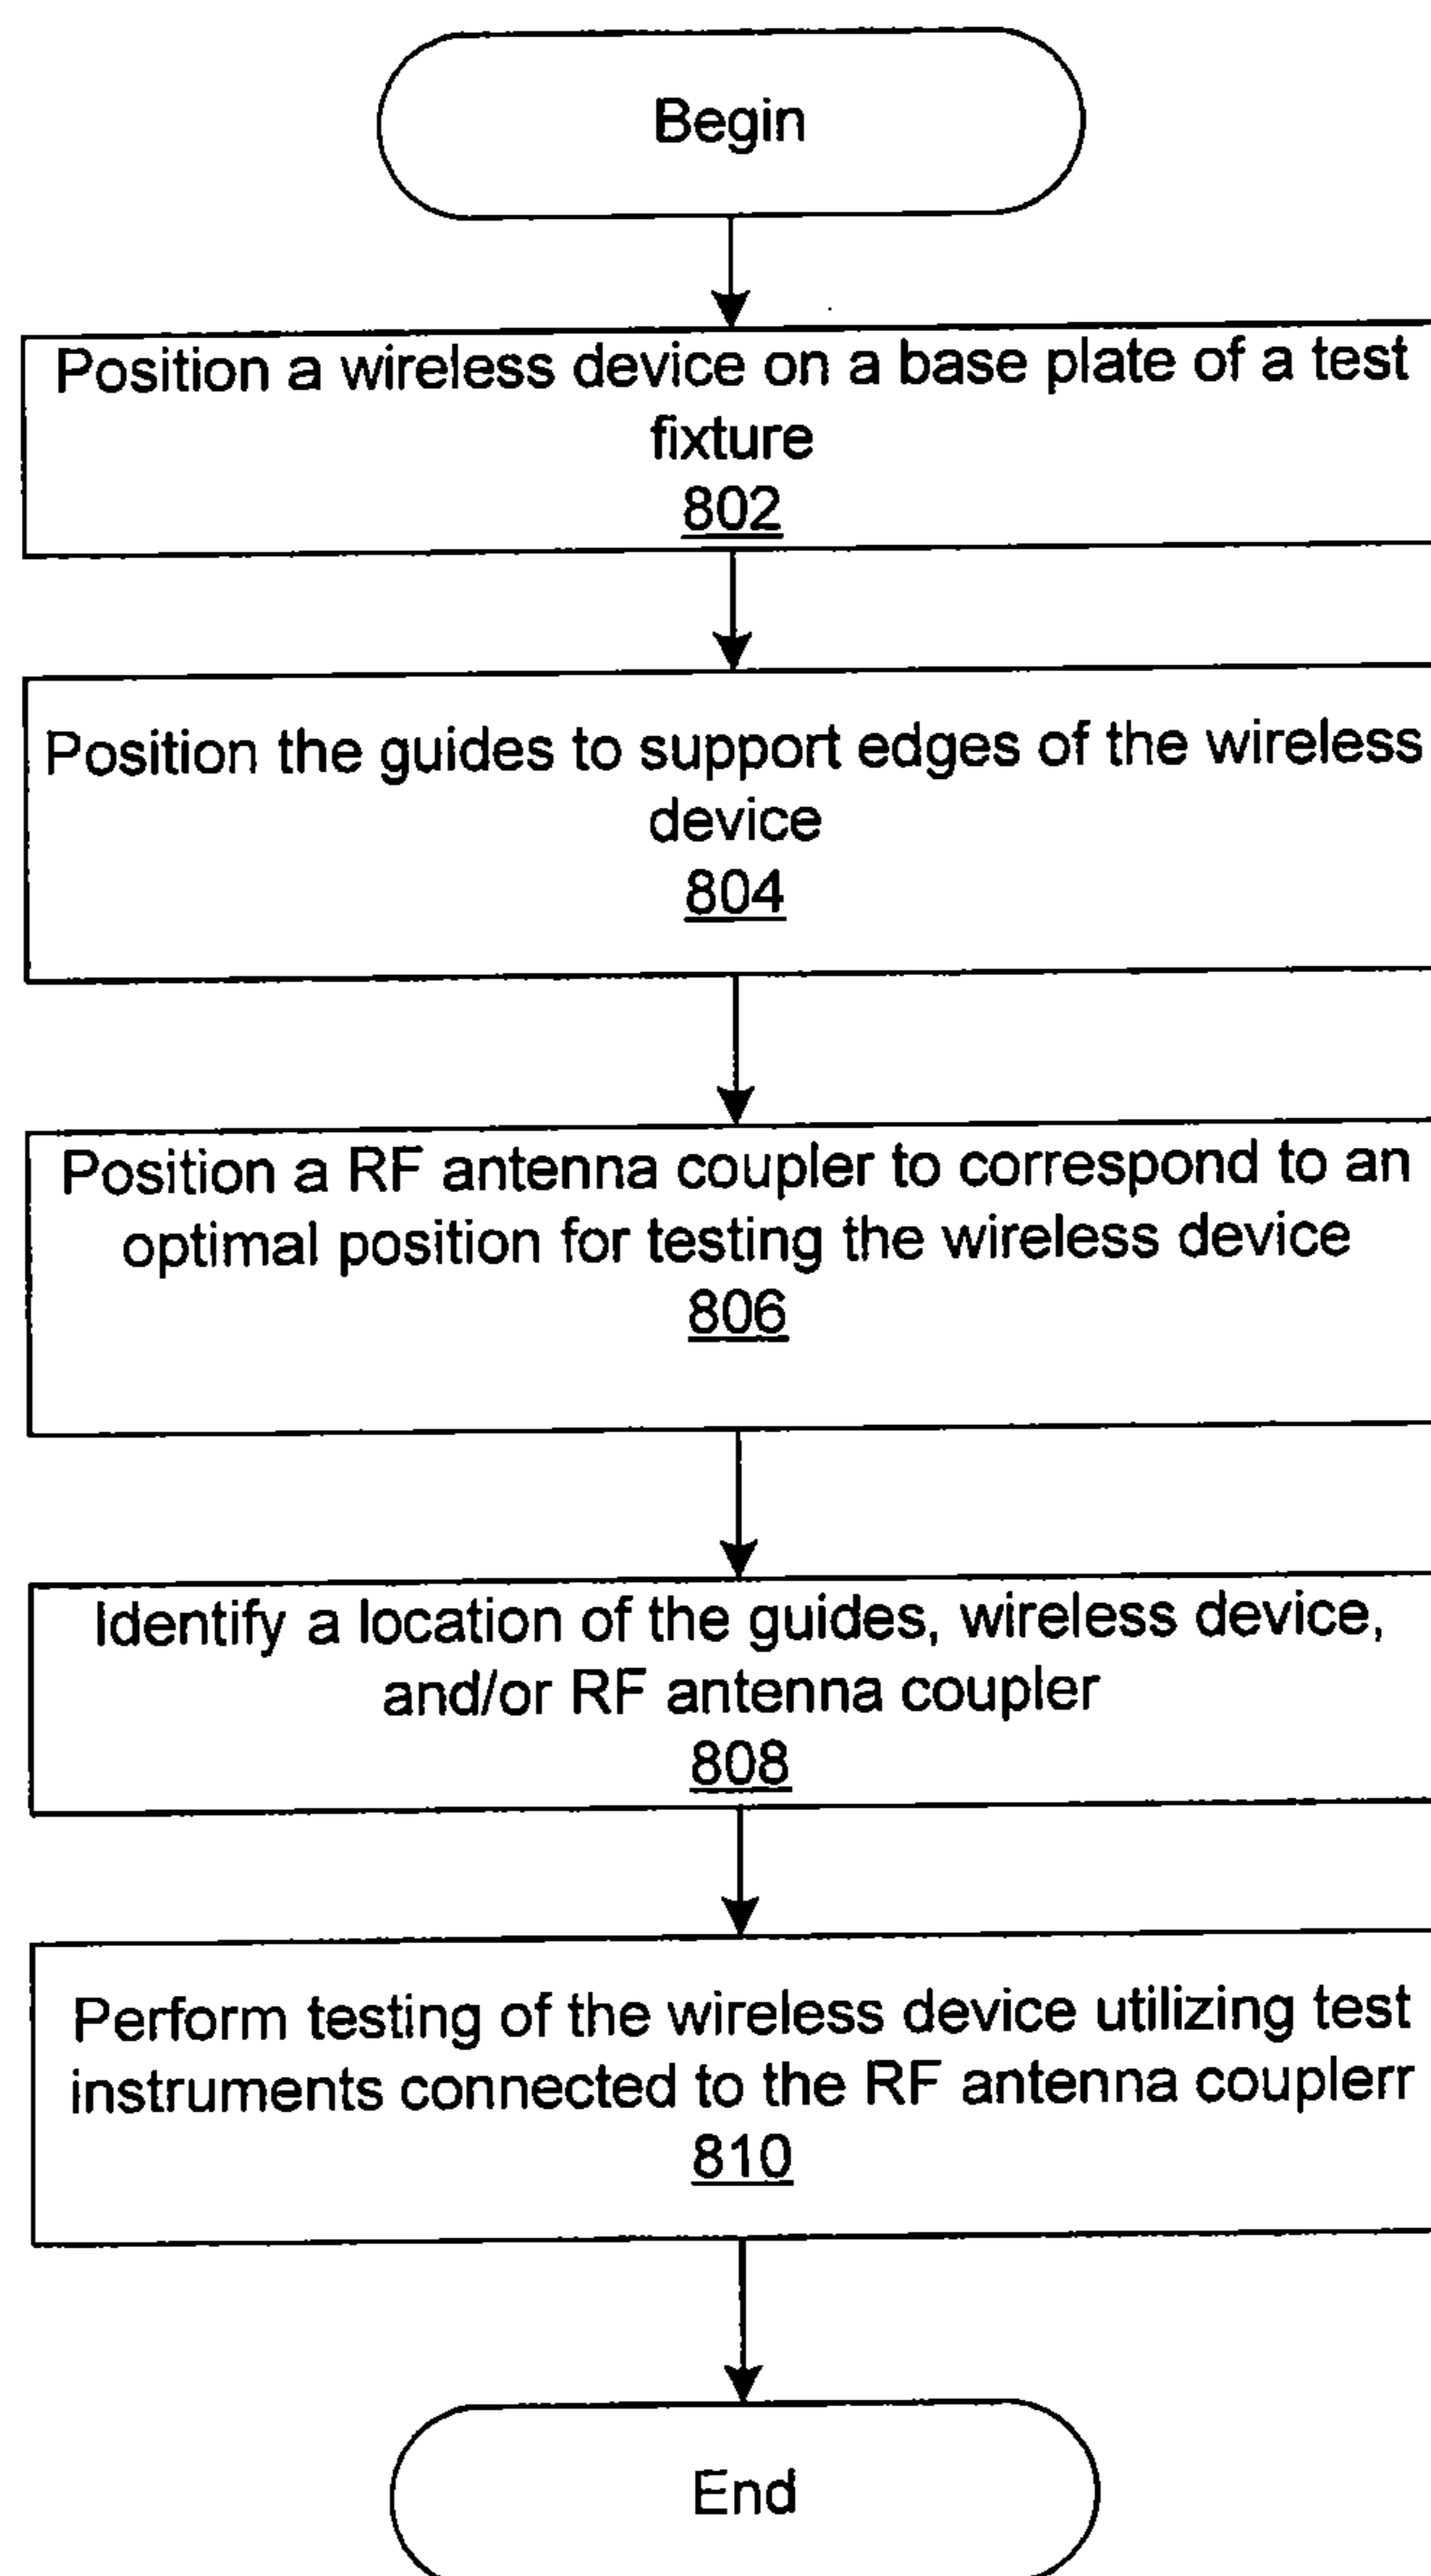 Begin
Position a wireless device on a base plate of a test
fixture
802
Position the guides to support edges of the wireless
device
804
Position a RF antenna coupler to correspond to an
optimal position for testing the wireless device
806
Identify a location of the guides, wireless device,
and/or RF antenna coupler
808
Perform testing of the wireless device utilizing test
instruments connected to the RF antenna couplerr
810
End